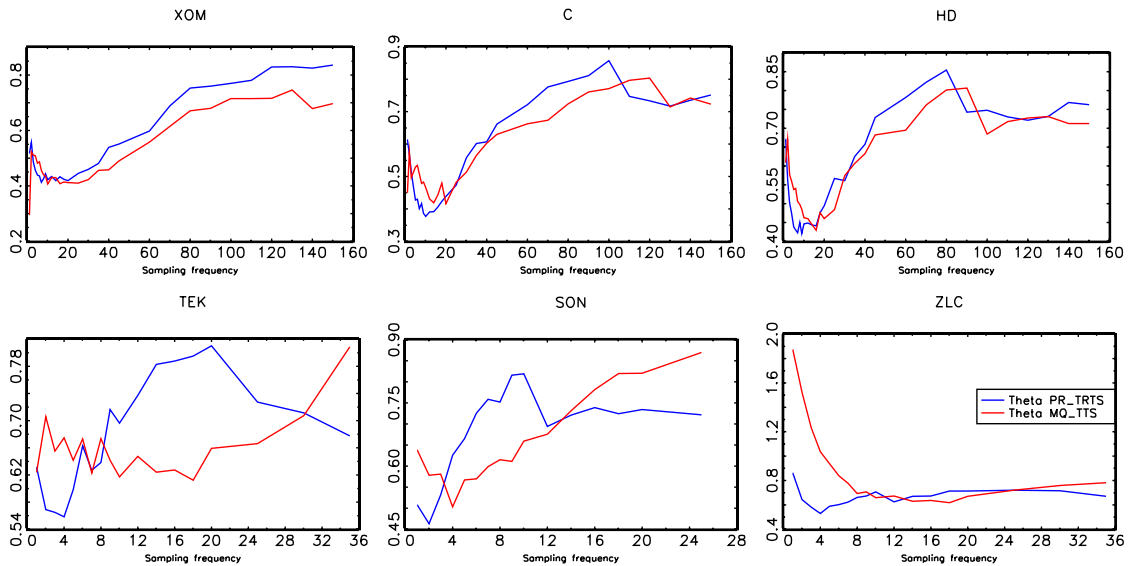 XOM
C
HD
0.2 0.4 0.6 0.8
0 20 40 60 80 100 120 140 160
Sampling frequency
0.3 0.5 0.7 0.9
0 20 40 60 80 100 120 140 160
Sampling frequency
0.40 0.55 0.70 0.85
0 20 40 60 80 100 120 140 160
Sampling frequency
TEK
SON
ZLC
0.54 0.62 0.70 0.78
0 4 8 12 16 20 24 28 32 36
Sampling frequency
0.45 0.60 0.75 0.90
0 4 8 12 16 20 24 28
Sampling frequency
0.4 0.8 1.2 1.6 2.0
0 4 8 12 16 20 24 28 32 36
Sampling frequency
Theta PR_TRTS
Theta MQ_TTS